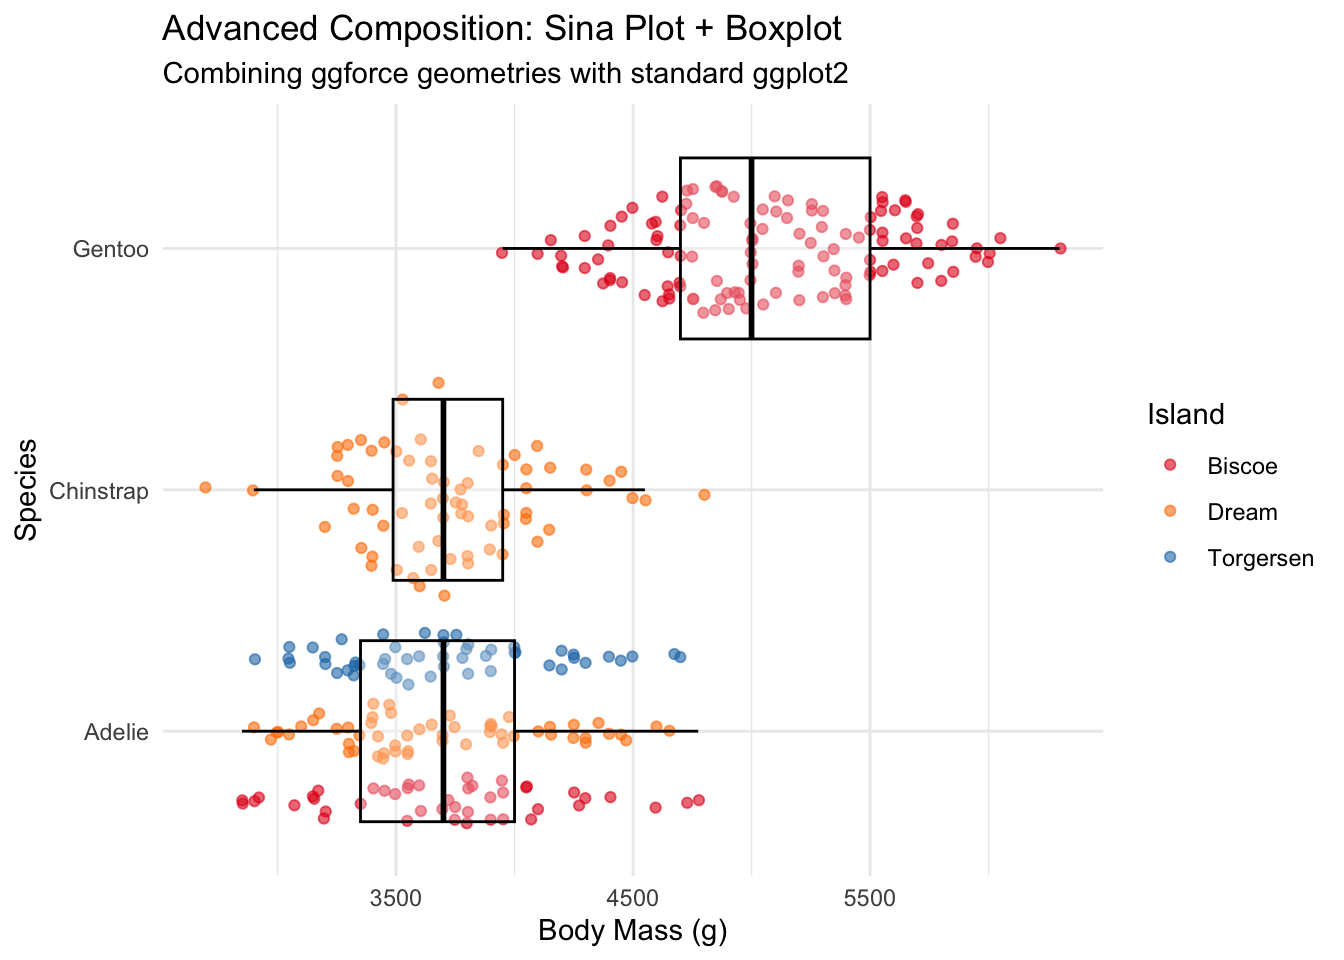 Advanced Composition: Sina Plot + Boxplot
Combining ggforce geometries with standard ggplot2
Species
Gentoo
Chinstrap
Adelie
3500
4500
5500
Body Mass (g)
Island
Biscoe
Dream
Torgersen